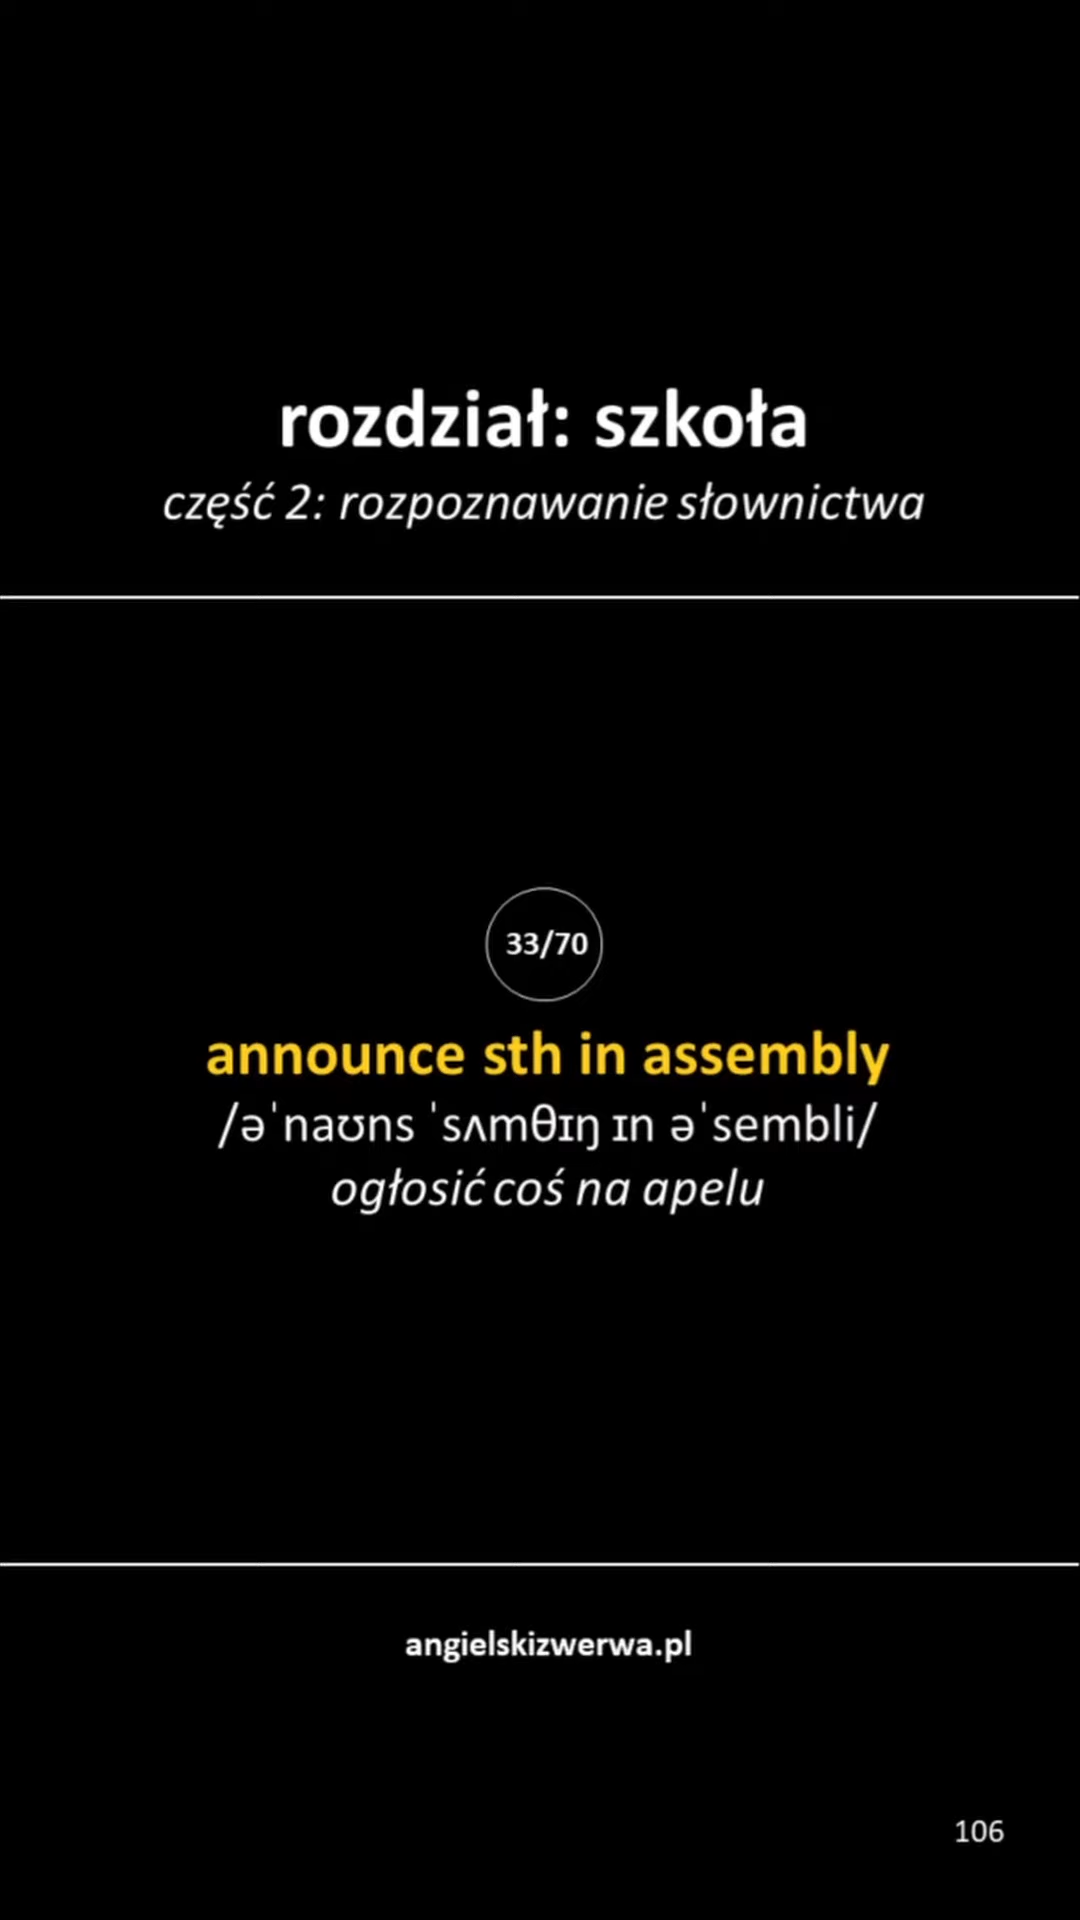 rozdział: szkoła
część 2: rozpoznawanie słownictwa
33/70
announce sth in assembly
/əˈnaʊns ˈsʌmθɪŋ ɪn əˈsembli/
ogłosić coś na apelu
angielskizwerwa.pl
106